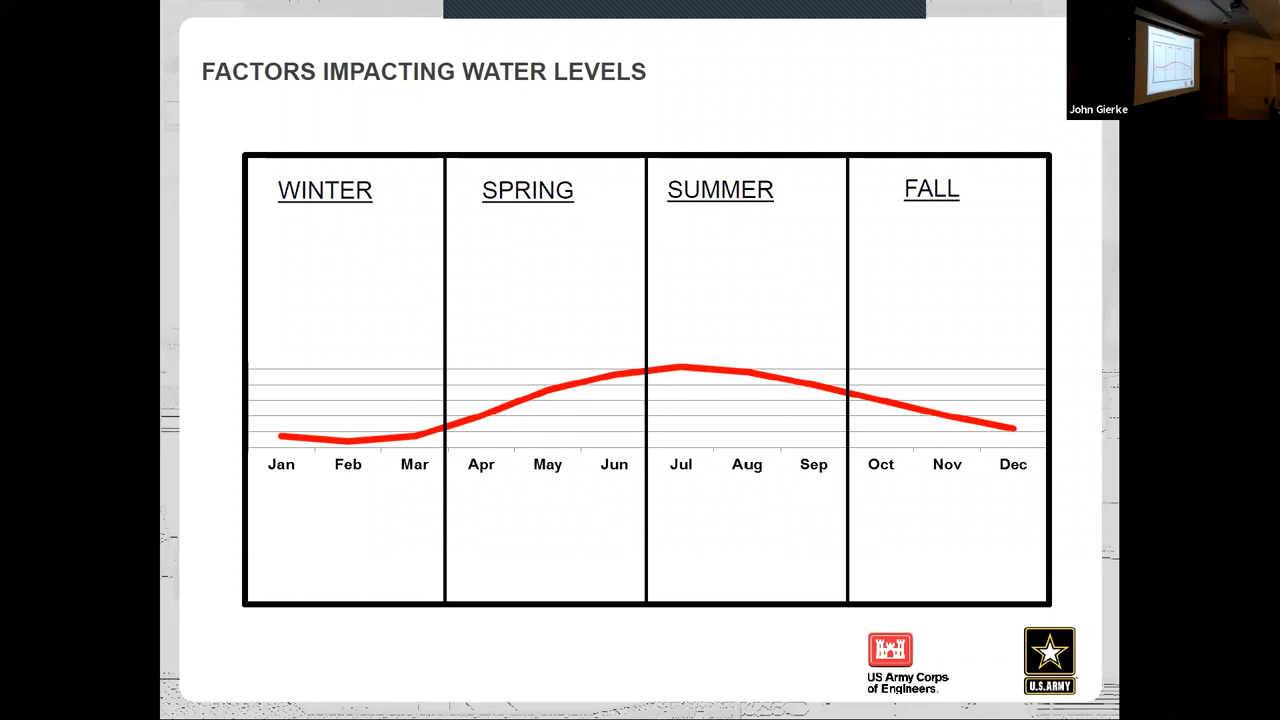 FACTORS IMPACTING WATER LEVELS
John Gierke
WINTER SPRING SUMMER FALL
Jan Feb Mar Apr May Jun Jul Aug Sep Oct Nov Dec
US Army Corps
of Engineers
U.S.ARMY